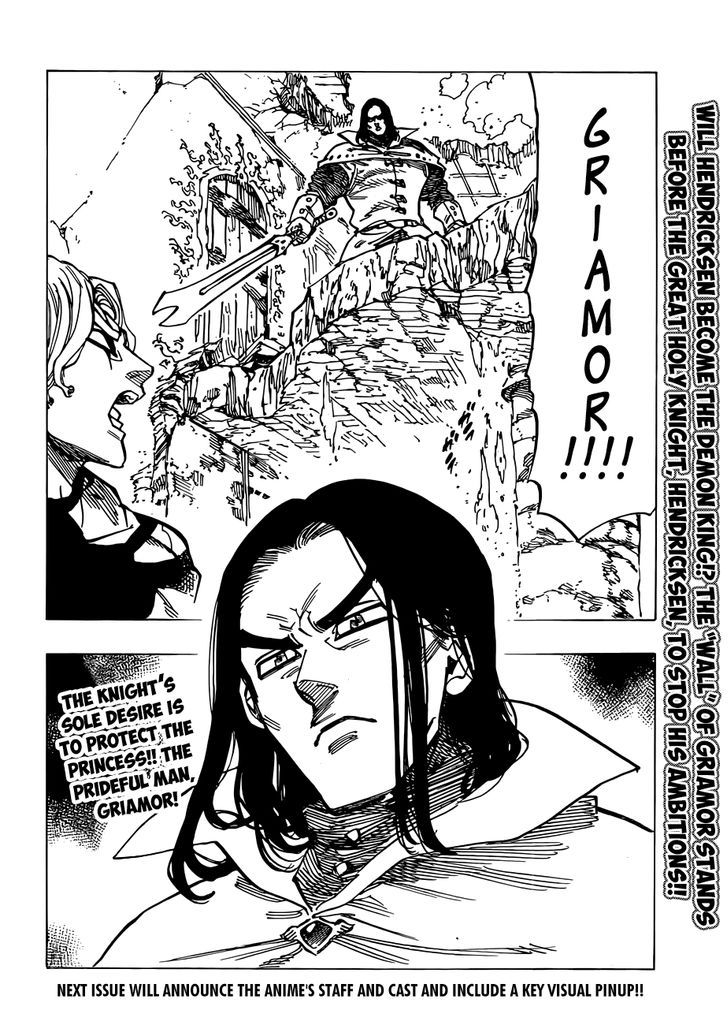 GRIAMOR!!!!
WILL HENDRICKSEN BECOME THE DEMON KING!? THE "WALL" OF GRIAMOR STANDS
BEFORE THE GREAT HOLY KNIGHT, HENDRICKSEN, TO STOP HIS AMBITIONS!!
THE KNIGHT'S
SOLE DESIRE IS
TO PROTECT THE
PRINCESS!! THE
PRIDEFUL MAN,
GRIAMOR!
NEXT ISSUE WILL ANNOUNCE THE ANIME'S STAFF AND CAST AND INCLUDE A KEY VISUAL PINUP!!